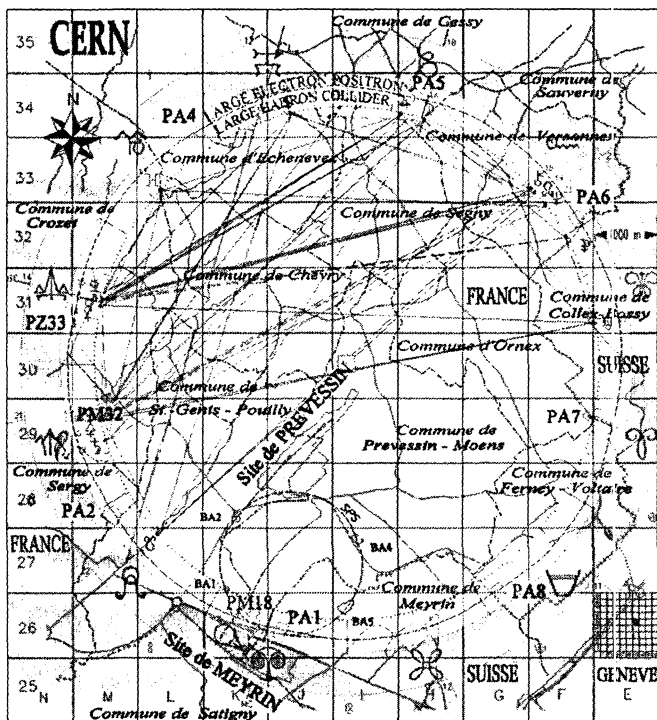 35
CERN
Commune de Gessy
34
N
PA4
LARGE ELECTRON POSITRON
LARGE HADRON COLLIDER
PA5
Commune de Sauverny
Commune de Versonnex
Commune d'Echenevex
33
Commune de Crozet
Commune de Segny
PA6
32
1000 m
Commune de Chevry
31
PZ33
FRANCE
Commune de Collex-Bossy
30
Commune d'Ornex
SUISSE
PM32
Commune de St-Genis-Pouilly
29
Site de PREVESSIN
Commune de Prevessin - Moens
PA7
Commune de Sergy
28
PA2
BA2
SPS
Commune de Ferney - Voltaire
FRANCE
BA4
27
BA1
Commune de Meyrin
PA8
PM18
PA1
BA5
26
Site de MEYRIN
SUISSE
GENEVE
25
N
M
L
K
J
I
H
G
F
E
Commune de Satigny